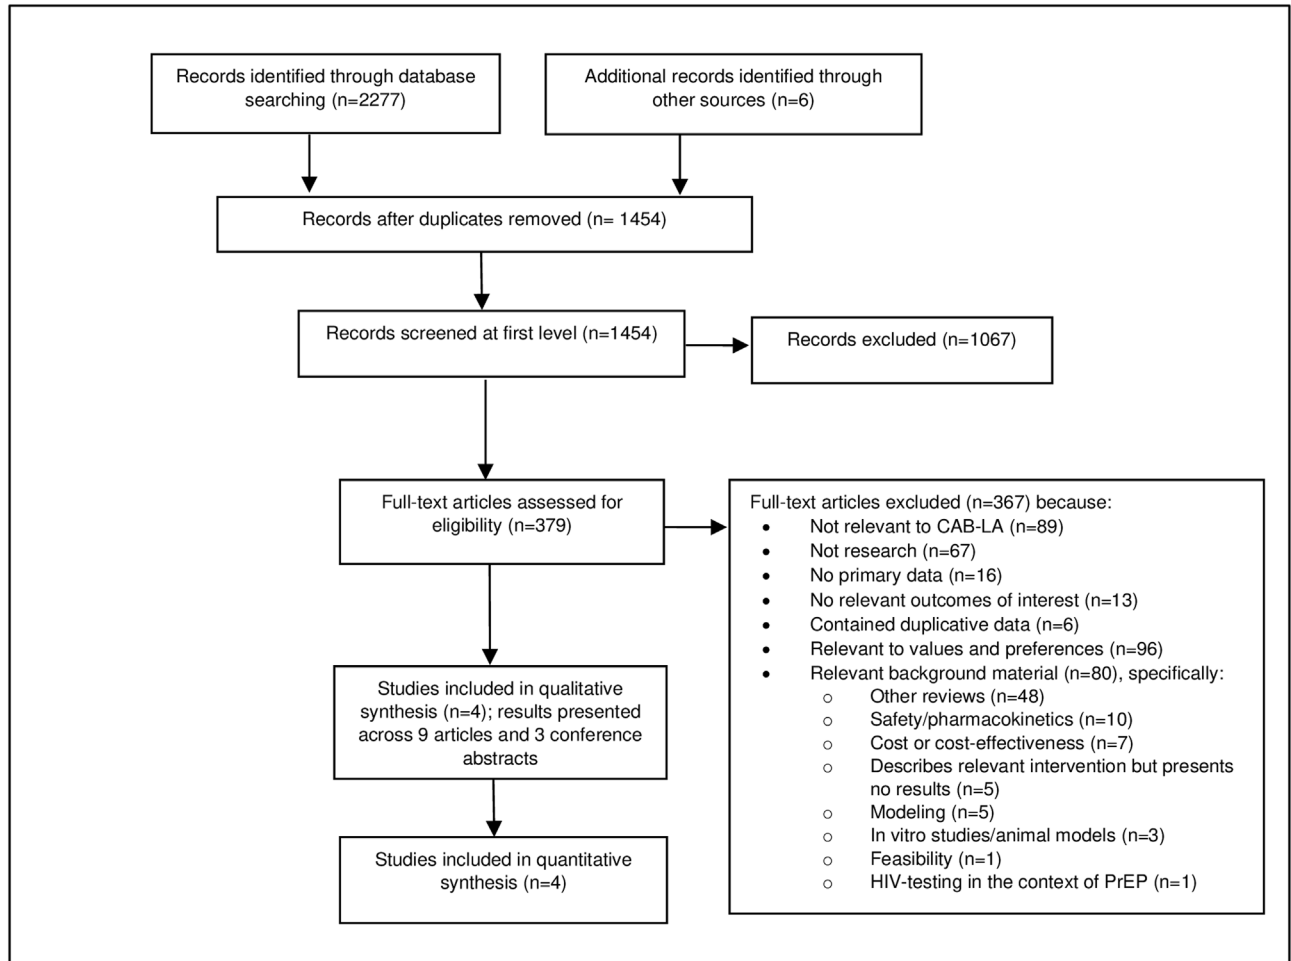 Records identified through database
searching (n=2277)
Additional records identified through
other sources (n=6)
Records after duplicates removed (n= 1454)
Records screened at first level (n=1454)
Records excluded (n=1067)
Full-text articles assessed for
eligibility (n=379)
Full-text articles excluded (n=367) because:
• Not relevant to CAB-LA (n=89)
• Not research (n=67)
• No primary data (n=16)
• No relevant outcomes of interest (n=13)
• Contained duplicative data (n=6)
• Relevant to values and preferences (n=96)
• Relevant background material (n=80), specifically:
o Other reviews (n=48)
o Safety/pharmacokinetics (n=10)
o Cost or cost-effectiveness (n=7)
o Describes relevant intervention but presents
no results (n=5)
o Modeling (n=5)
o In vitro studies/animal models (n=3)
o Feasibility (n=1)
o HIV-testing in the context of PrEP (n=1)
Studies included in qualitative
synthesis (n=4); results presented
across 9 articles and 3 conference
abstracts
Studies included in quantitative
synthesis (n=4)